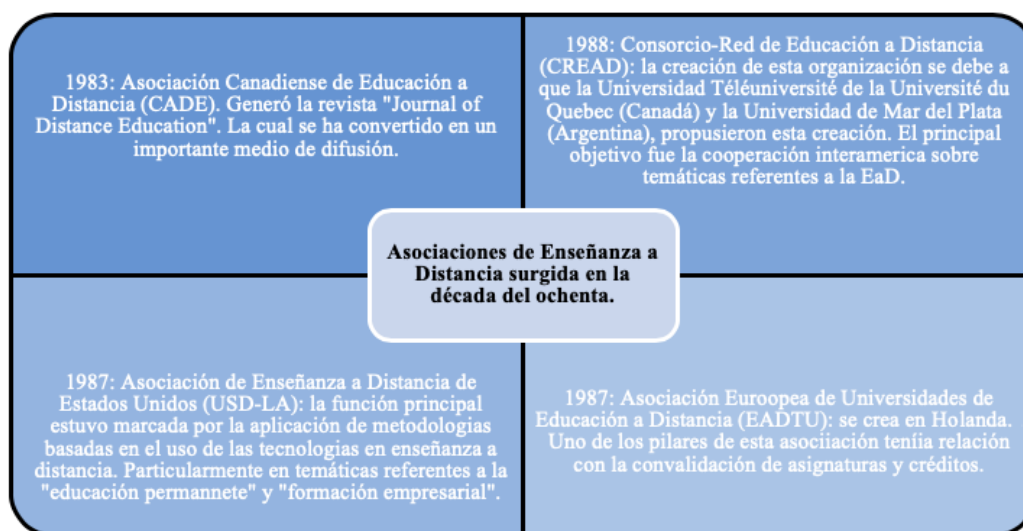 1983: Asociación Canadiense de Educación a
Distancia (CADE). Generó la revista "Journal of
Distance Education". La cual se ha convertido en un
importante medio de difusión.
1988: Consorcio-Red de Educación a Distancia
(CREAD): la creación de esta organización se debe a
que la Universidad Téléuniversité de la Université du
Quebec (Canadá) y la Universidad de Mar del Plata
(Argentina), propusieron esta creación. El principal
objetivo fue la cooperación interamerica sobre
temáticas referentes a la EaD.
Asociaciones de Enseñanza a
Distancia surgida en la
década del ochenta.
1987: Asociación de Enseñanza a Distancia de
Estados Unidos (USD-LA): la función principal
estuvo marcada por la aplicación de metodologias
basadas en el uso de las tecnologías en enseñanza a
distancia. Particularmente en temáticas referentes a la
"educación permannete" y "formación empresarial".
1987: Asociación Euroopea de Universidades de
Educación a Distancia (EADTU): se crea en Holanda.
Uno de los pilares de esta asociiación teníia relación
con la convalidación de asignaturas y créditos.